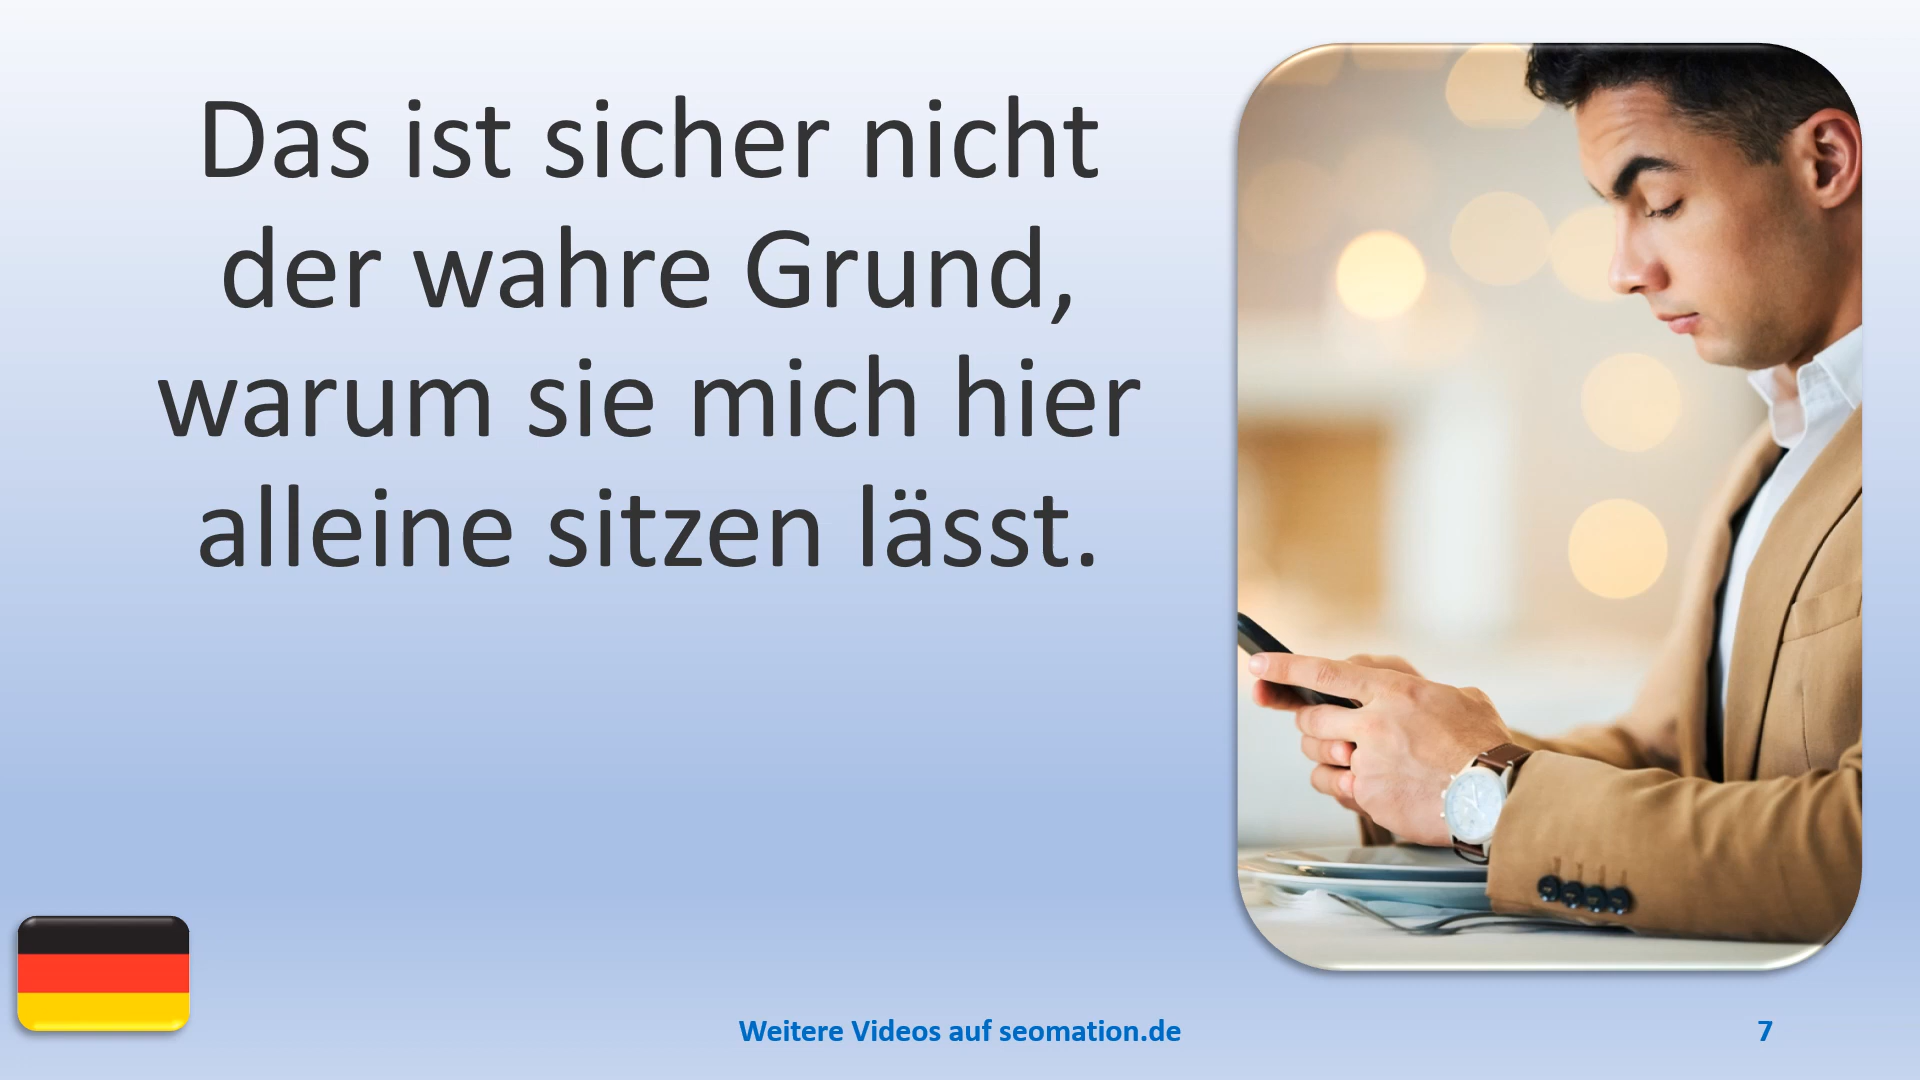 Das ist sicher nicht
der wahre Grund,
warum sie mich hier
alleine sitzen lässt.
Weitere Videos auf seomation.de
7